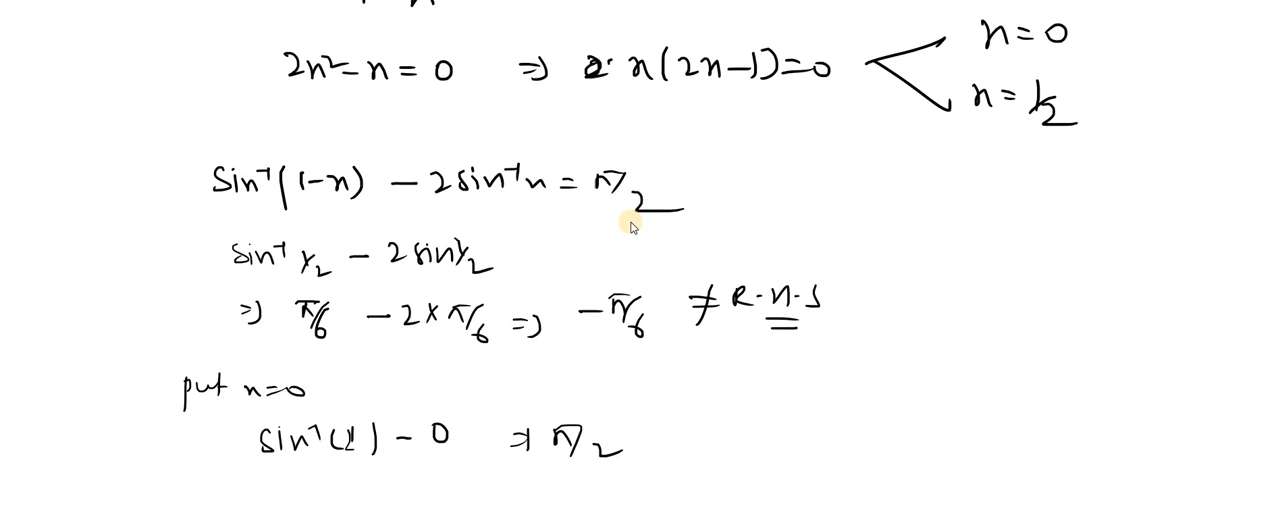 2x² - x = 0 ⇒ 2· x(2x-1)=0
x = 0
x = 1/2
Sin⁻¹(1-x) - 2sin⁻¹x = π/2
sin⁻¹ 1/2 - 2 sin⁻¹ 1/2
⇒ π/6 - 2 × π/6 ⇒ -π/6 ≠ R.H.S
put x=0
sin⁻¹(1) - 0 ⇒ π/2